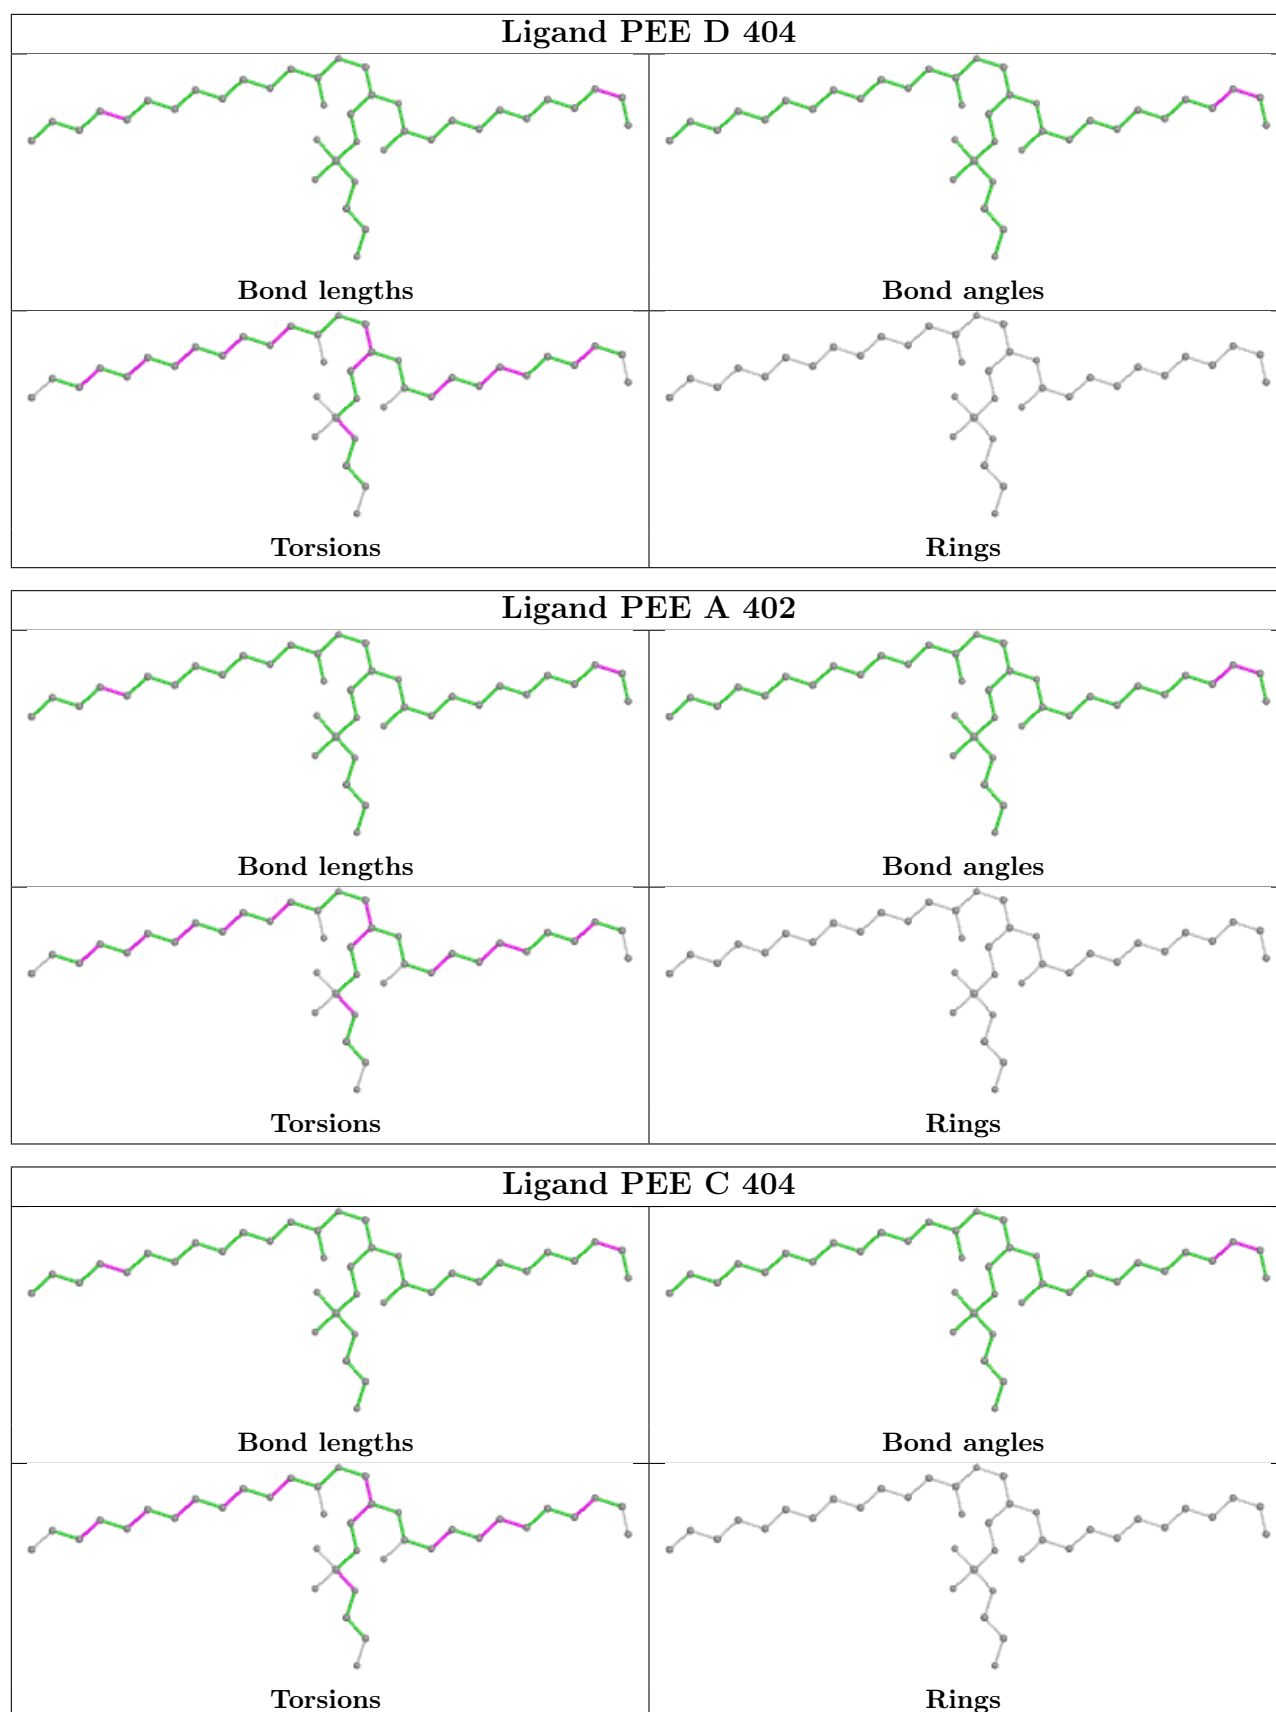 Ligand PEE D 404
Bond lengths
Bond angles
Torsions
Rings
Ligand PEE A 402
Bond lengths
Bond angles
Torsions
Rings
Ligand PEE C 404
Bond lengths
Bond angles
Torsions
Rings